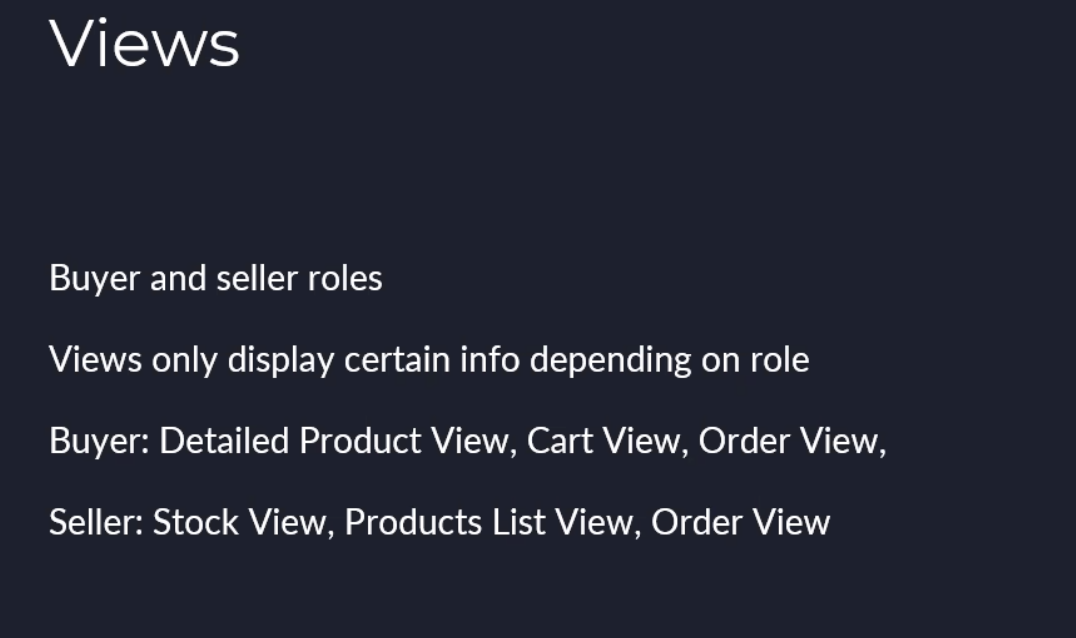 Views
Buyer and seller roles
Views only display certain info depending on role
Buyer: Detailed Product View, Cart View, Order View,
Seller: Stock View, Products List View, Order View